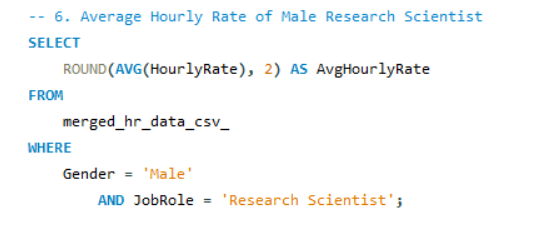 -- 6. Average Hourly Rate of Male Research Scientist
SELECT
ROUND(AVG(HourlyRate), 2) AS AvgHourlyRate
FROM
merged_hr_data_csv_
WHERE
Gender = 'Male'
AND JobRole = 'Research Scientist';